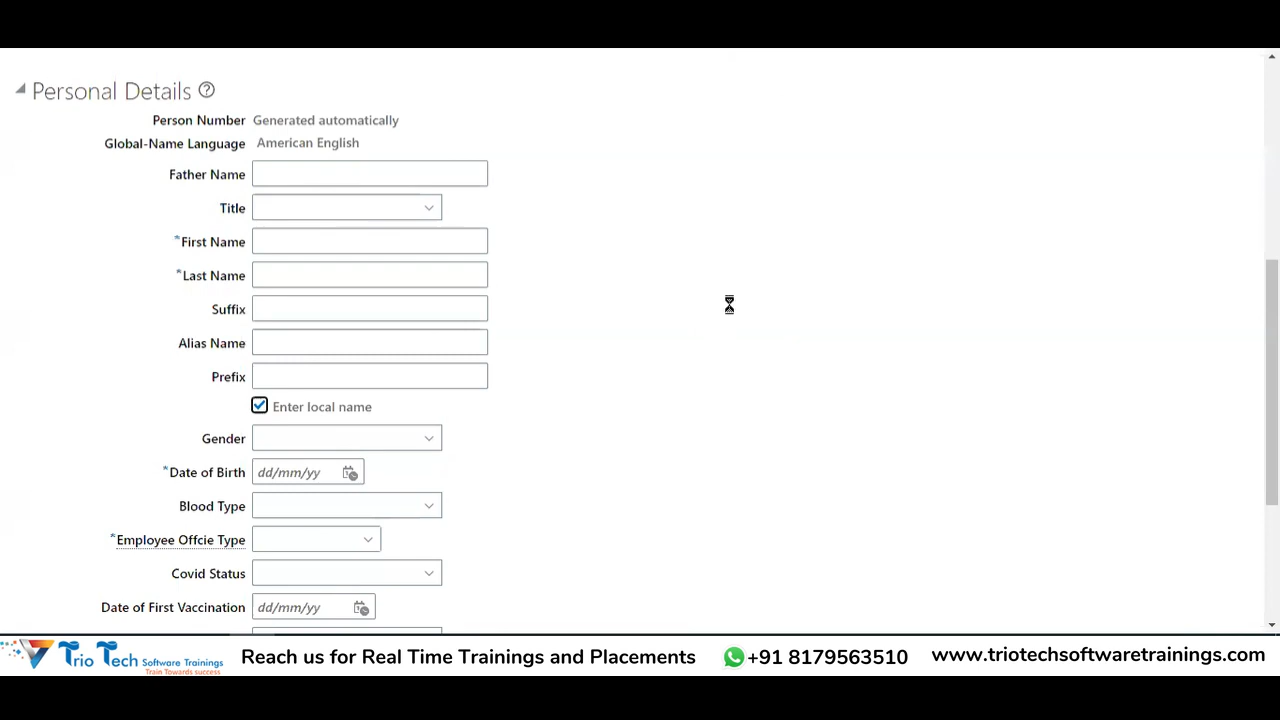 Personal Details
Person Number Generated automatically
Global-Name Language American English
Father Name
Title
*First Name
*Last Name
Suffix
Alias Name
Prefix
Enter local name
Gender
*Date of Birth dd/mm/yy
Blood Type
*Employee Offcie Type
Covid Status
Date of First Vaccination dd/mm/yy
Trio Tech Software Trainings
Train Towards success
Reach us for Real Time Trainings and Placements
+91 8179563510
www.triotechsoftwaretrainings.com